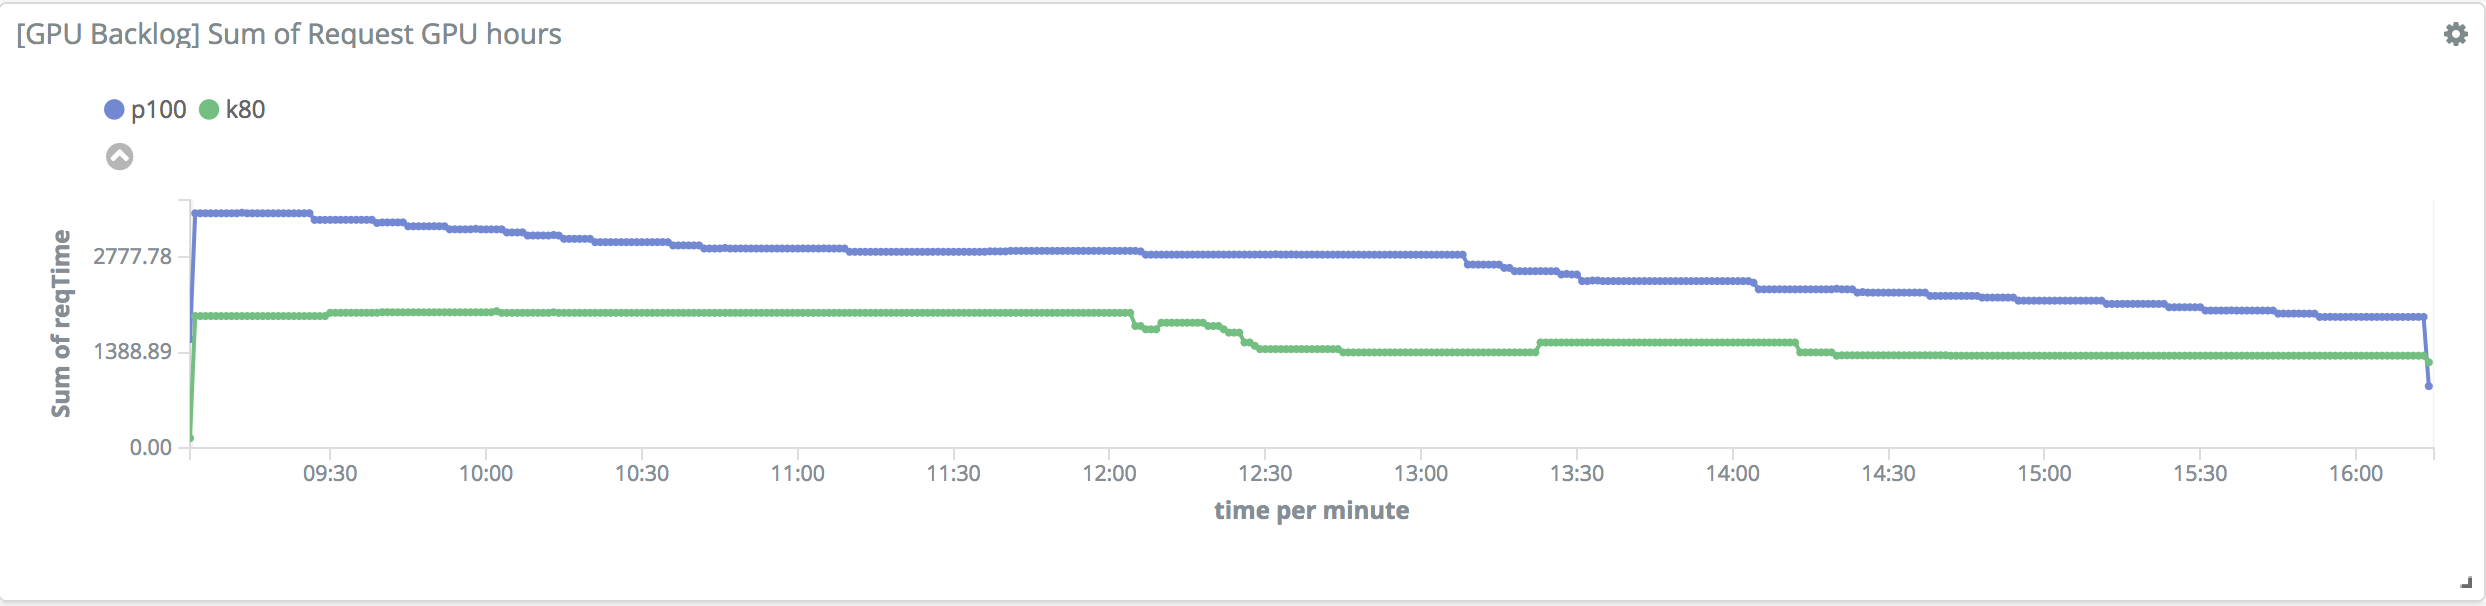 [GPU Backlog] Sum of Request GPU hours
p100 k80
Sum of reqTime
2777.78
1388.89
0.00
09:30 10:00 10:30 11:00 11:30 12:00 12:30 13:00 13:30 14:00 14:30 15:00 15:30 16:00
time per minute